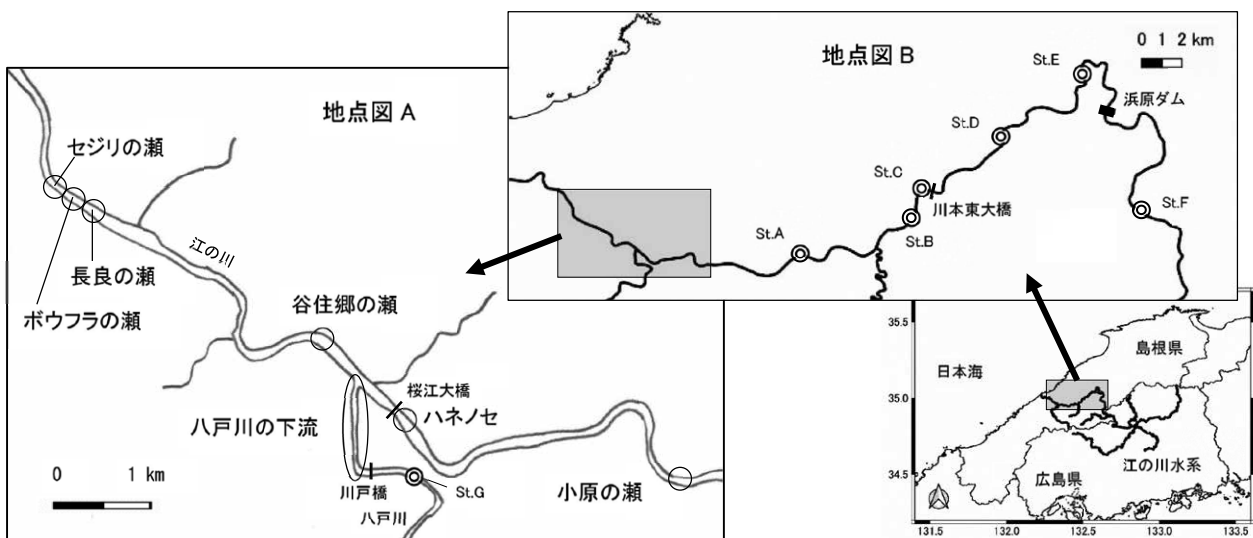 地点図 A
セジリの瀬
江の川
長良の瀬
ボウフラの瀬
谷住郷の瀬
桜江大橋
ハネノセ
八戸川の下流
川戸橋
St.G
八戸川
小原の瀬
0 1 km
地点図 B
0 1 2 km
St.E
浜原ダム
St.D
St.C
川本東大橋
St.F
St.B
St.A
35.5
島根県
日本海
35.0
江の川水系
34.5
広島県
131.5 132.0 132.5 133.0 133.5